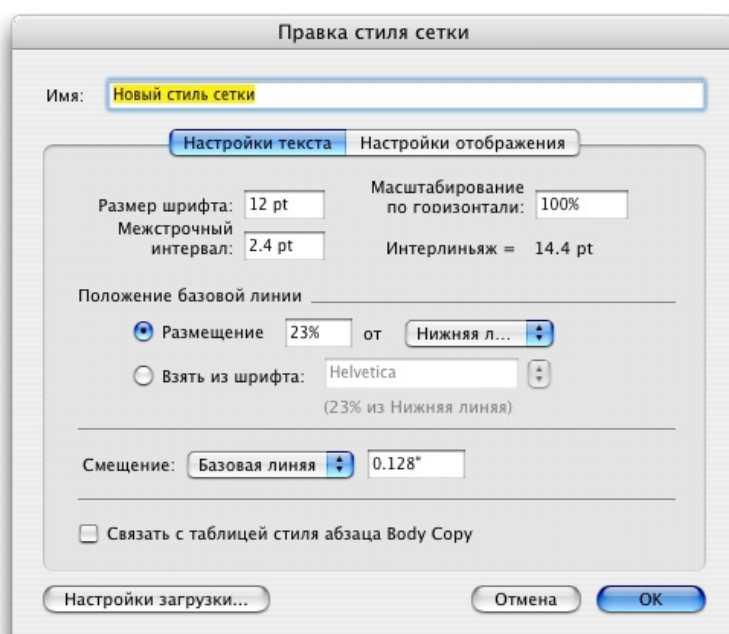 Правка стиля сетки
Имя: Новый стиль сетки
Настройки текста Настройки отображения
Размер шрифта: 12 pt
Масштабирование
по горизонтали: 100%
Межстрочный
интервал: 2.4 pt
Интерлиньяж = 14.4 pt
Положение базовой линии
Размещение 23% от Нижняя л...
Взять из шрифта: Helvetica
(23% из Нижняя линяя)
Смещение: Базовая линяя 0.128"
Связать с таблицей стиля абзаца Body Copy
Настройки загрузки... Отмена OK